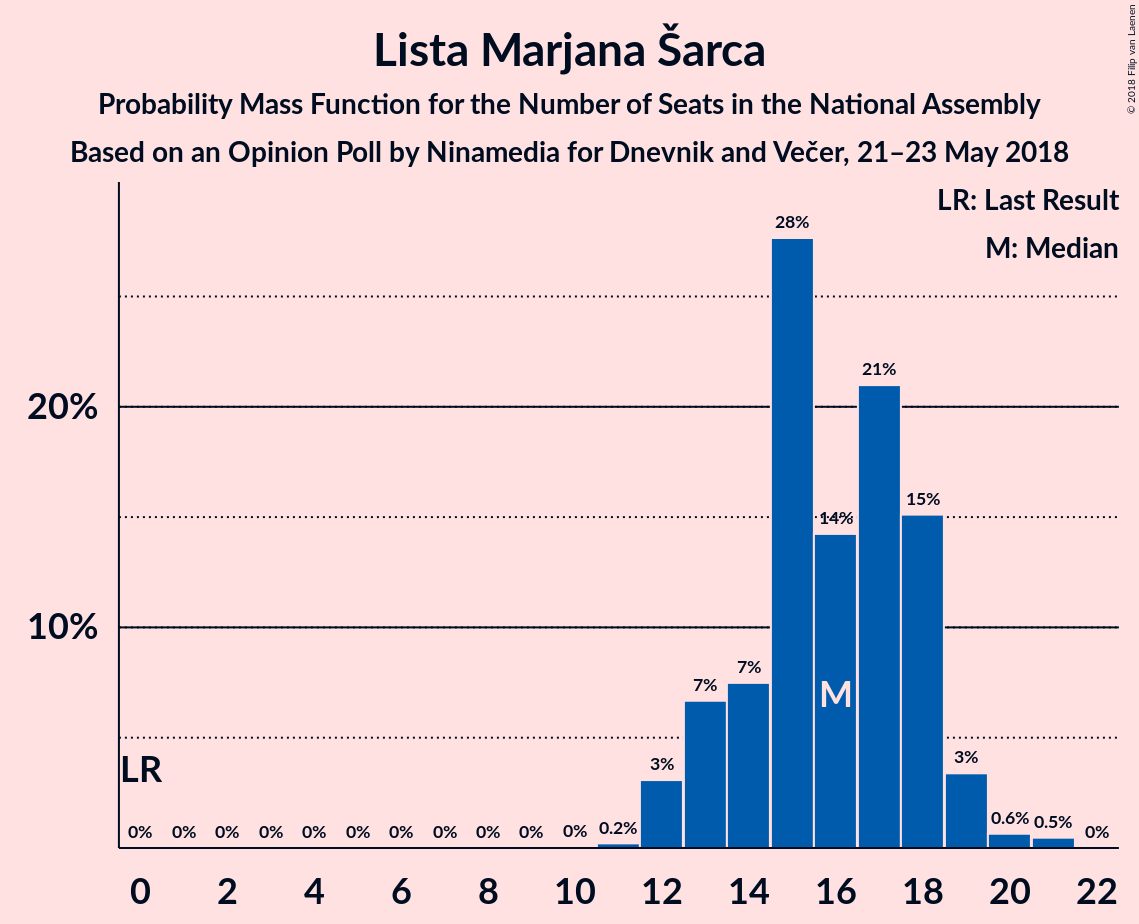 Lista Marjana Šarca
Probability Mass Function for the Number of Seats in the National Assembly
Based on an Opinion Poll by Ninamedia for Dnevnik and Večer, 21–23 May 2018
© 2018 Filip van Laenen
LR: Last Result
M: Median
20%
10%
28%
21%
15%
14%
7%
7%
M
3%
3%
LR
0% 0% 0% 0% 0% 0% 0% 0% 0% 0% 0% 0.2% 0.6% 0.5% 0%
0 2 4 6 8 10 12 14 16 18 20 22